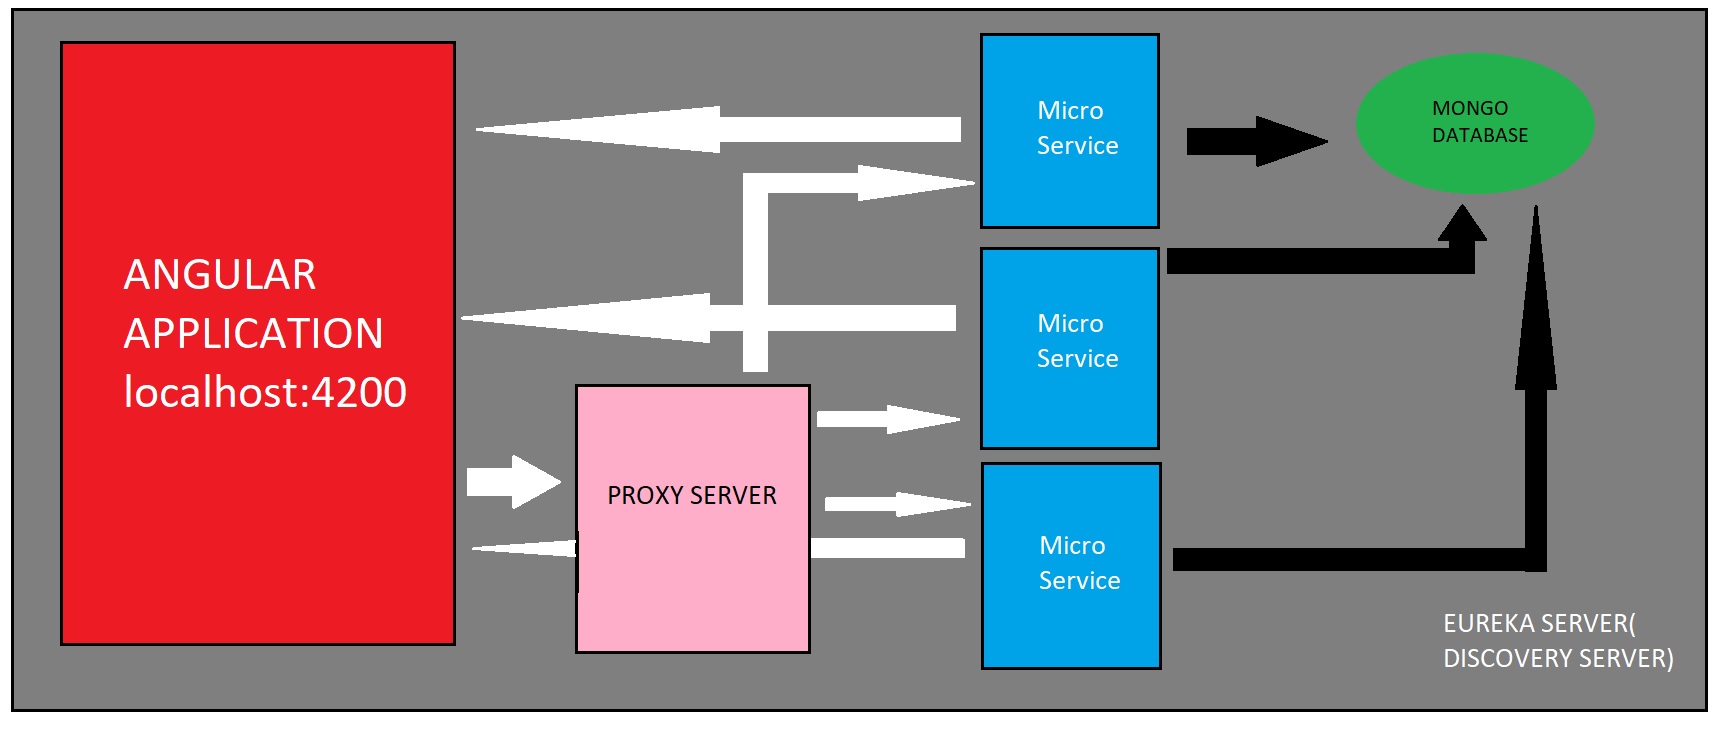 ANGULAR
APPLICATION
localhost:4200
PROXY SERVER
Micro
Service
Micro
Service
Micro
Service
MONGO
DATABASE
EUREKA SERVER(
DISCOVERY SERVER)